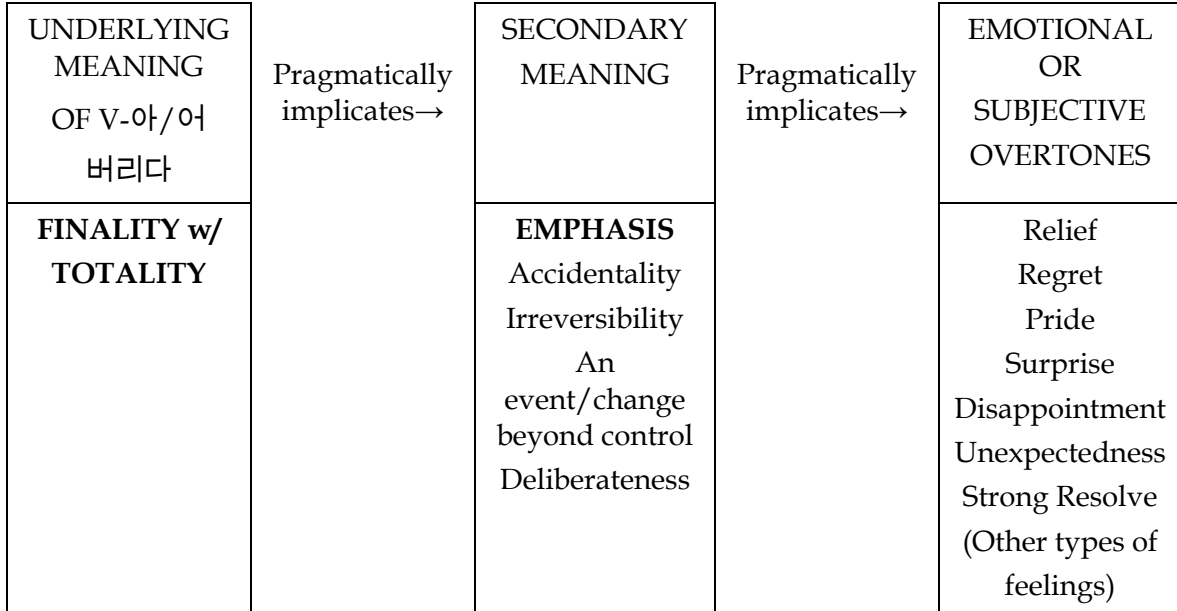 UNDERLYING
MEANING
OF V-아/어
버리다
Pragmatically
implicates→
SECONDARY
MEANING
Pragmatically
implicates→
EMOTIONAL
OR
SUBJECTIVE
OVERTONES
FINALITY w/
TOTALITY
EMPHASIS
Accidentality
Irreversibility
An
event/change
beyond control
Deliberateness
Relief
Regret
Pride
Surprise
Disappointment
Unexpectedness
Strong Resolve
(Other types of
feelings)